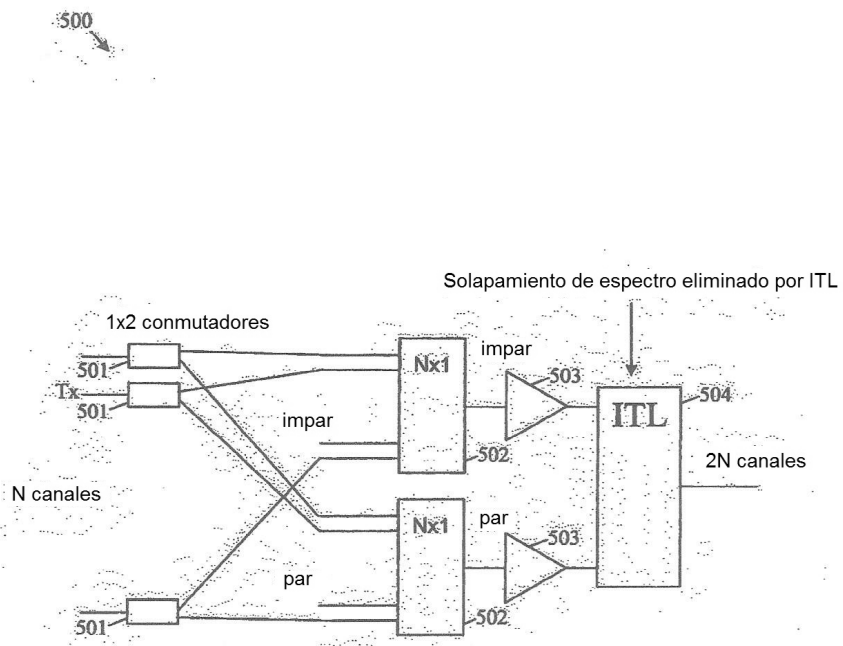 500
Solapamiento de espectro eliminado por ITL
1x2 conmutadores
501
Tx
501
impar
N canales
par
501
Nx1
502
impar
503
Nx1
502
par
503
ITL
504
2N canales